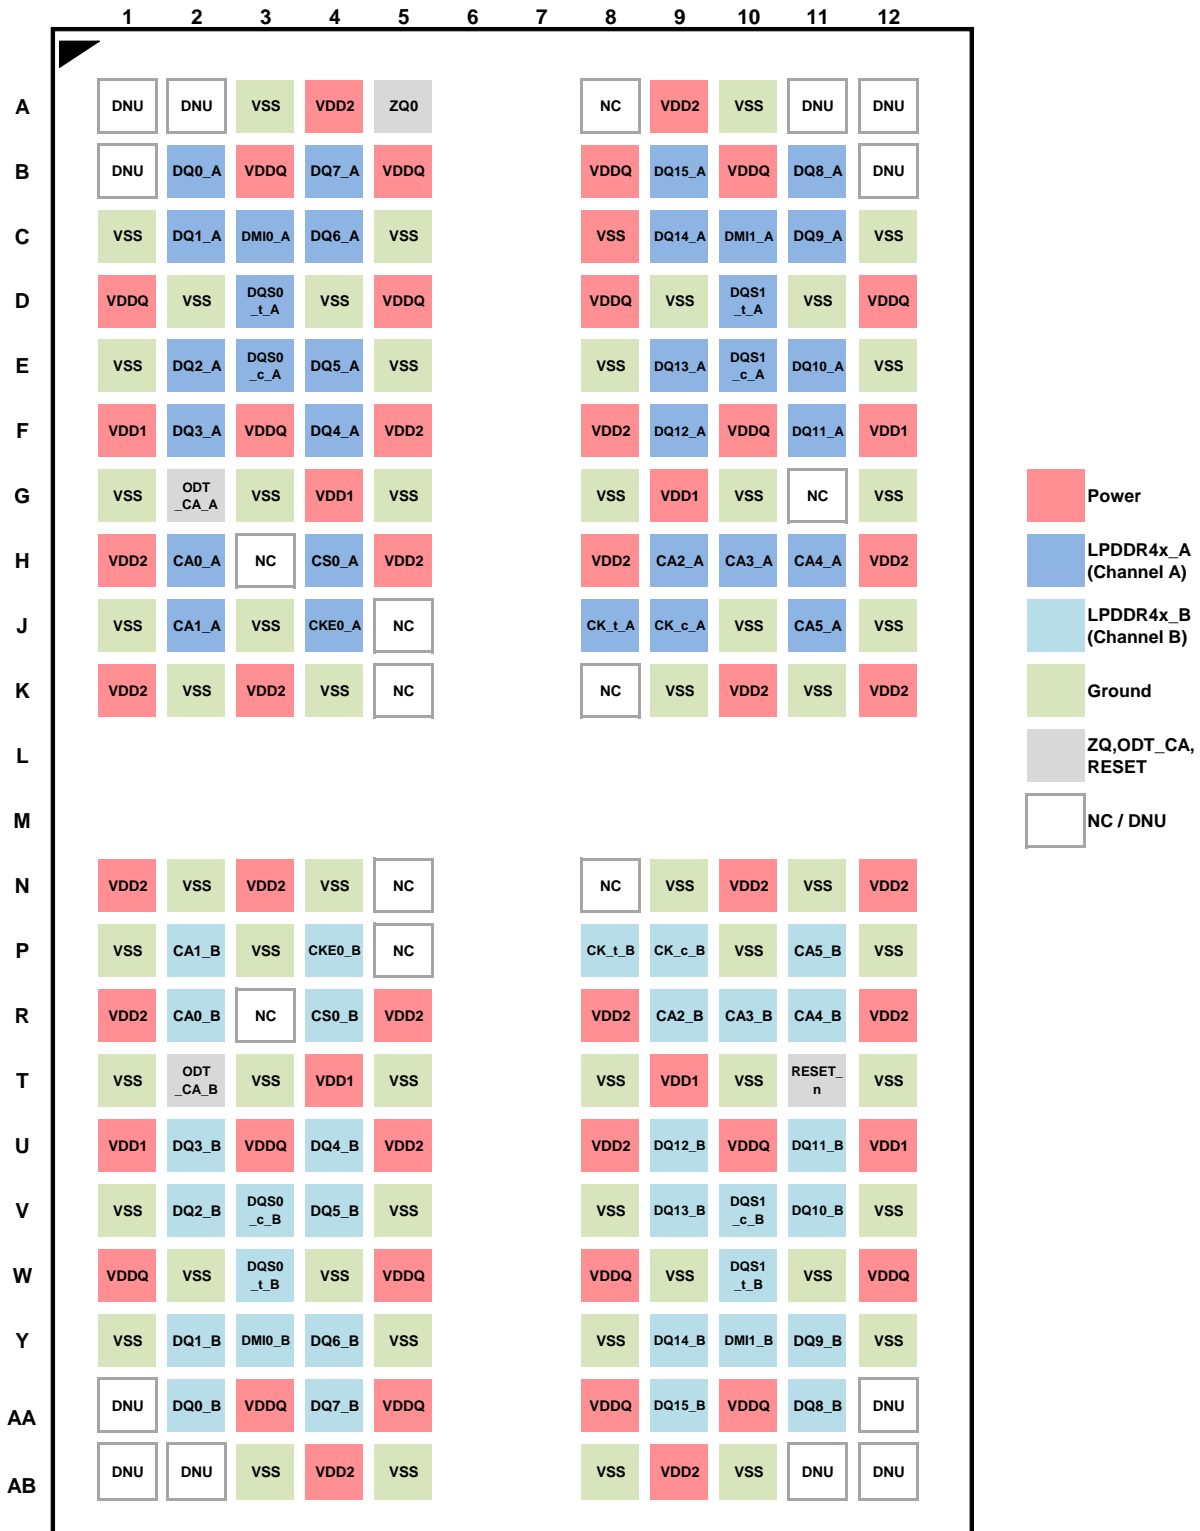 1 2 3 4 5 6 7 8 9 10 11 12
A DNU DNU VSS VDD2 ZQ0 NC VDD2 VSS DNU DNU
B DNU DQ0_A VDDQ DQ7_A VDDQ VDDQ DQ15_A VDDQ DQ8_A DNU
C VSS DQ1_A DMI0_A DQ6_A VSS VSS DQ14_A DMI1_A DQ9_A VSS
D VDDQ VSS DQS0 _t_A VSS VDDQ VDDQ VSS DQS1 _t_A VSS VDDQ
E VSS DQ2_A DQS0 _c_A DQ5_A VSS VSS DQ13_A DQS1 _c_A DQ10_A VSS
F VDD1 DQ3_A VDDQ DQ4_A VDD2 VDD2 DQ12_A VDDQ DQ11_A VDD1
G VSS ODT _CA_A VSS VDD1 VSS VSS VDD1 VSS NC VSS
Power
H VDD2 CA0_A NC CS0_A VDD2 VDD2 CA2_A CA3_A CA4_A VDD2
LPDDR4x_A
(Channel A)
J VSS CA1_A VSS CKE0_A NC CK_t_A CK_c_A VSS CA5_A VSS
LPDDR4x_B
(Channel B)
K VDD2 VSS VDD2 VSS NC NC VSS VDD2 VSS VDD2
Ground
L
ZQ,ODT_CA,
RESET
M
NC / DNU
N VDD2 VSS VDD2 VSS NC NC VSS VDD2 VSS VDD2
P VSS CA1_B VSS CKE0_B NC CK_t_B CK_c_B VSS CA5_B VSS
R VDD2 CA0_B NC CS0_B VDD2 VDD2 CA2_B CA3_B CA4_B VDD2
T VSS ODT _CA_B VSS VDD1 VSS VSS VDD1 VSS RESET_ n VSS
U VDD1 DQ3_B VDDQ DQ4_B VDD2 VDD2 DQ12_B VDDQ DQ11_B VDD1
V VSS DQ2_B DQS0 _c_B DQ5_B VSS VSS DQ13_B DQS1 _c_B DQ10_B VSS
W VDDQ VSS DQS0 _t_B VSS VDDQ VDDQ VSS DQS1 _t_B VSS VDDQ
Y VSS DQ1_B DMI0_B DQ6_B VSS VSS DQ14_B DMI1_B DQ9_B VSS
AA DNU DQ0_B VDDQ DQ7_B VDDQ VDDQ DQ15_B VDDQ DQ8_B DNU
AB DNU DNU VSS VDD2 VSS VSS VDD2 VSS DNU DNU